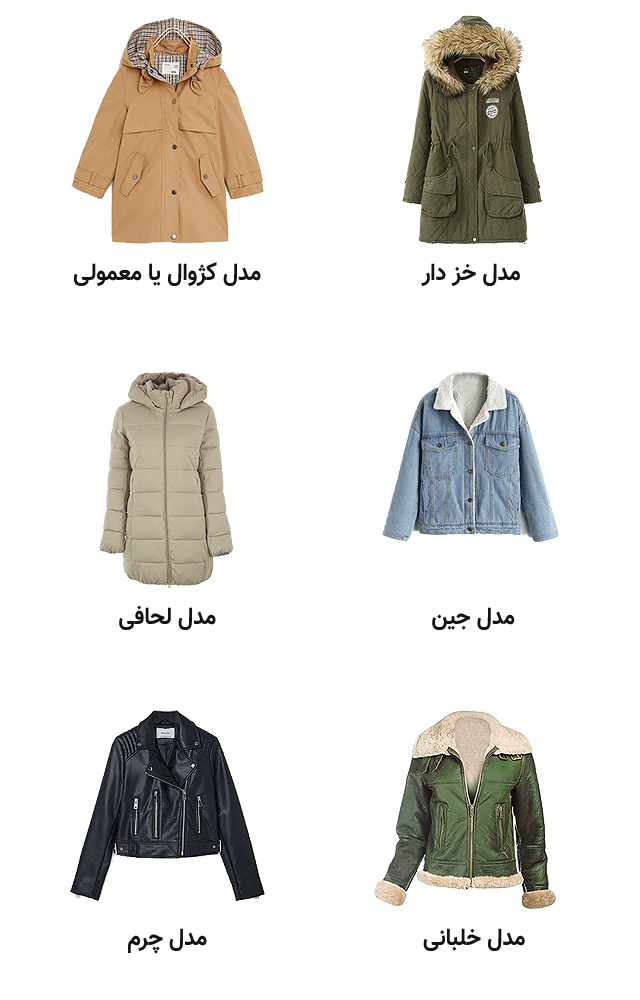 مدل خز دار
مدل کژوال یا معمولی
مدل جین
مدل لحافی
مدل خلبانی
مدل چرم